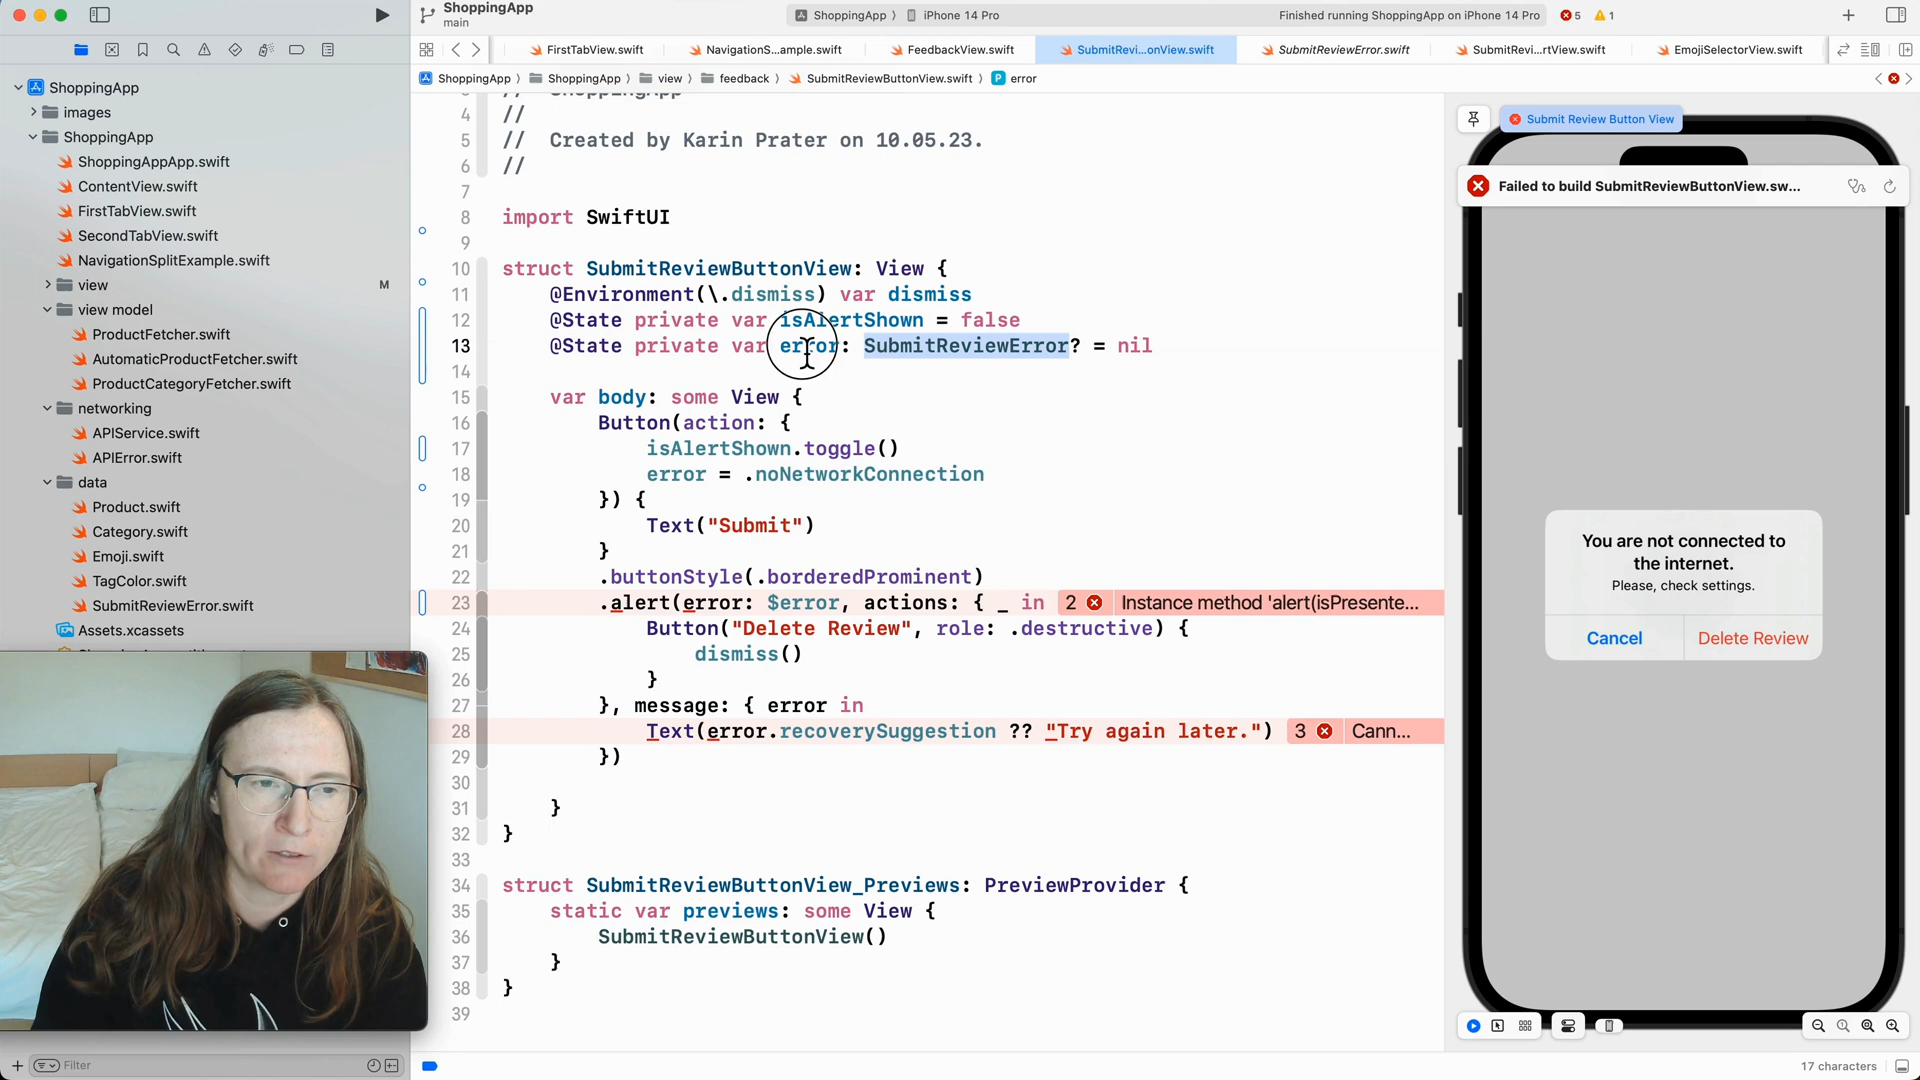 ShoppingApp
main
ShoppingApp
iPhone 14 Pro
Finished running ShoppingApp on iPhone 14 Pro
5
1
FirstTabView.swift
NavigationS...ample.swift
FeedbackView.swift
SubmitRevi...onView.swift
SubmitReviewError.swift
SubmitRevi...rtView.swift
EmojiSelectorView.swift
ShoppingApp
ShoppingApp
view
feedback
SubmitReviewButtonView.swift
P
error
ShoppingApp
images
ShoppingApp
ShoppingAppApp.swift
ContentView.swift
FirstTabView.swift
SecondTabView.swift
NavigationSplitExample.swift
view M
view model
ProductFetcher.swift
AutomaticProductFetcher.swift
ProductCategoryFetcher.swift
networking
APIService.swift
APIError.swift
data
Product.swift
Category.swift
Emoji.swift
TagColor.swift
SubmitReviewError.swift
Assets.xcassets
Filter
3 // ShoppingApp
4 //
5 // Created by Karin Prater on 10.05.23.
6 //
7
8 import SwiftUI
9
10 struct SubmitReviewButtonView: View {
11 @Environment(\.dismiss) var dismiss
12 @State private var isAlertShown = false
13 @State private var error: SubmitReviewError? = nil
14
15 var body: some View {
16 Button(action: {
17 isAlertShown.toggle()
18 error = .noNetworkConnection
19 }) {
20 Text("Submit")
21 }
22 .buttonStyle(.borderedProminent)
23 .alert(error: $error, actions: { _ in 2 Instance method 'alert(isPresente...
24 Button("Delete Review", role: .destructive) {
25 dismiss()
26 }
27 }, message: { error in
28 Text(error.recoverySuggestion ?? "Try again later.") 3 Cann...
29 })
30
31 }
32 }
33
34 struct SubmitReviewButtonView_Previews: PreviewProvider {
35 static var previews: some View {
36 SubmitReviewButtonView()
37 }
38 }
39
Submit Review Button View
Failed to build SubmitReviewButtonView.sw...
You are not connected to
the internet.
Please, check settings.
Cancel
Delete Review
17 characters